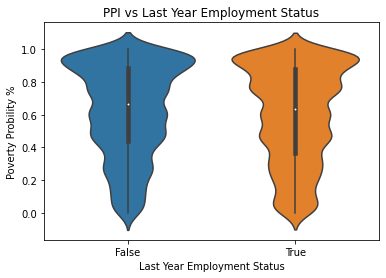 PPI vs Last Year Employment Status
Poverty Probility %
1.0
0.8
0.6
0.4
0.2
0.0
False True
Last Year Employment Status